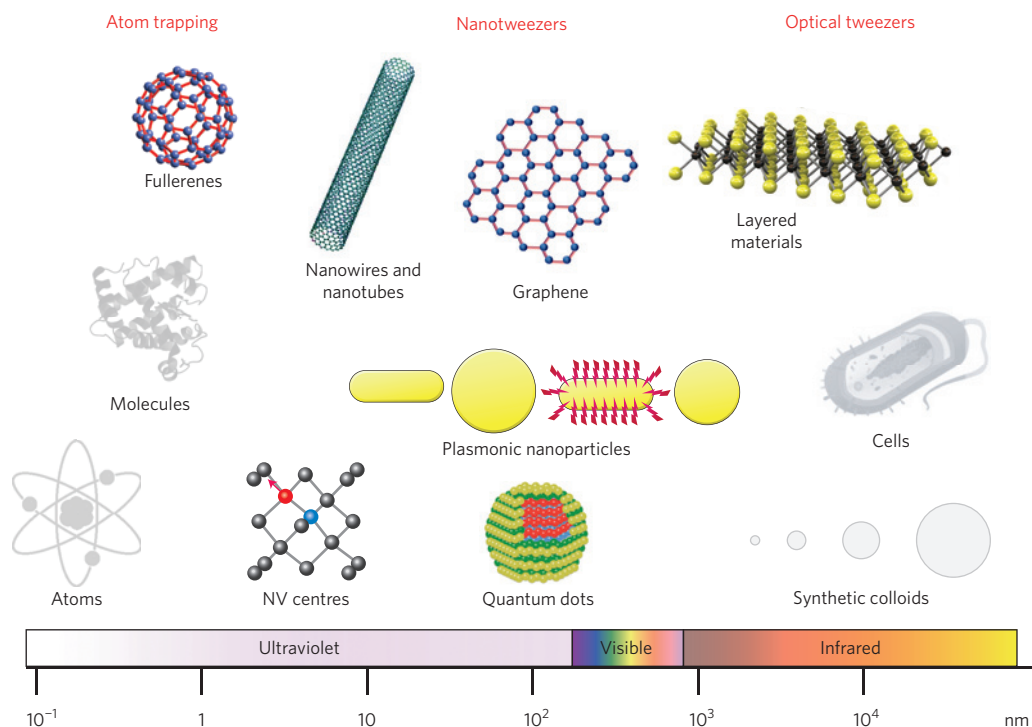 Atom trapping
Nanotweezers
Optical tweezers
Fullerenes
Nanowires and
nanotubes
Graphene
Layered
materials
Molecules
Plasmonic nanoparticles
Cells
Atoms
NV centres
Quantum dots
Synthetic colloids
Ultraviolet
Visible
Infrared
10⁻¹
1
10
10²
10³
10⁴
nm